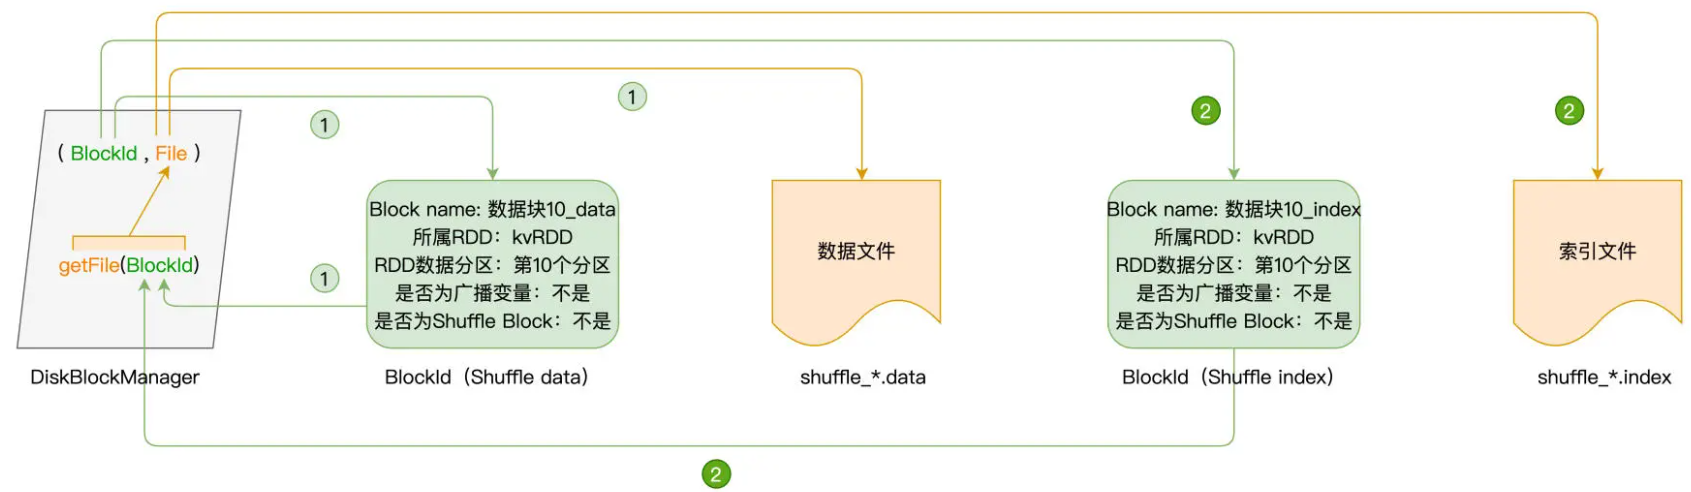 1
1
2
2
( BlockId , File )
getFile(BlockId)
1
DiskBlockManager
Block name: 数据块10_data
所属RDD：kvRDD
RDD数据分区：第10个分区
是否为广播变量：不是
是否为Shuffle Block：不是
BlockId（Shuffle data）
数据文件
shuffle_*.data
Block name: 数据块10_index
所属RDD：kvRDD
RDD数据分区：第10个分区
是否为广播变量：不是
是否为Shuffle Block：不是
BlockId（Shuffle index）
索引文件
shuffle_*.index
2